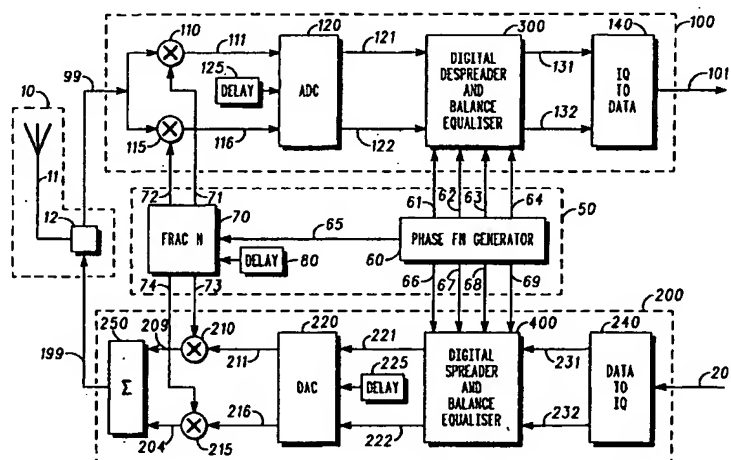 110
120
300
140
100
99
111
121
131
10
125
DELAY
ADC
DIGITAL
DESPREADER
AND
BALANCE
EQUALISER
IQ
TO
DATA
101
115
116
122
132
11
72
71
61
62
63
64
12
70
65
50
FRAC N
60
PHASE FN GENERATOR
DELAY
80
74
73
66
67
68
69
200
250
209
210
220
400
240
211
221
231
199
Σ
DAC
225
DELAY
DIGITAL
SPREADER
AND
BALANCE
EQUALISER
DATA
TO
IQ
20
204
215
216
222
232